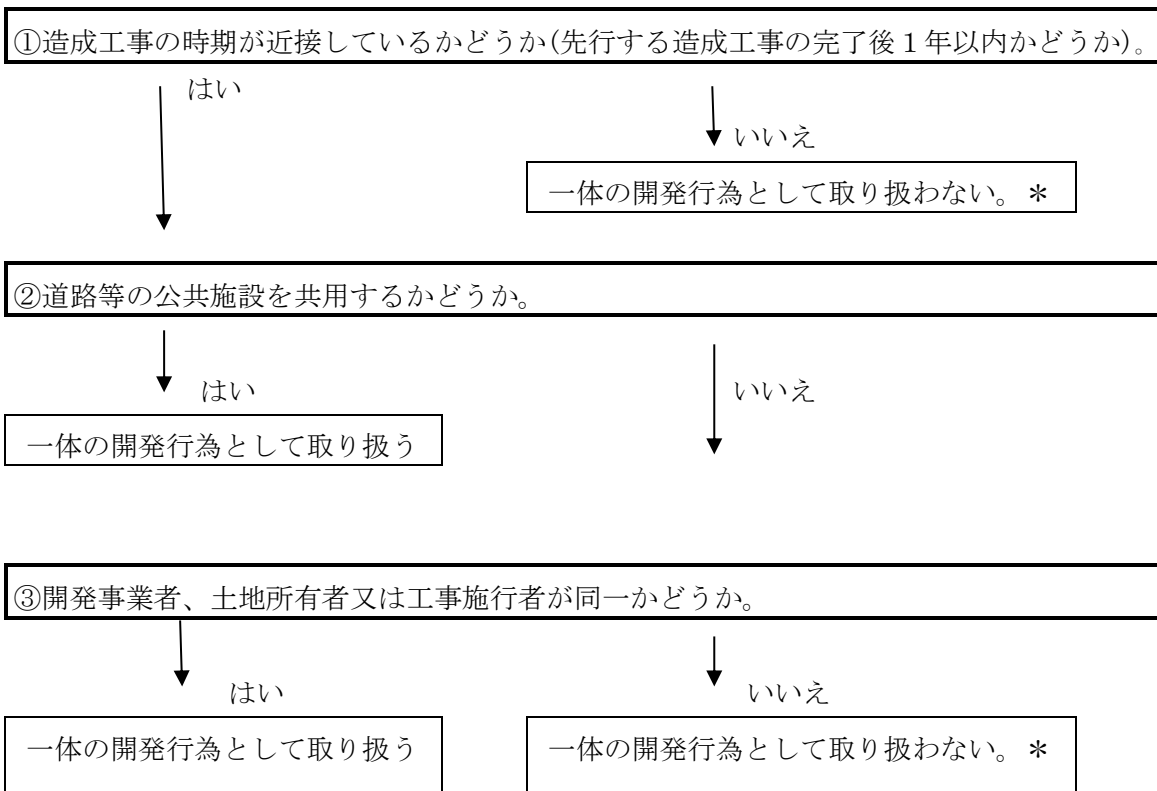 ①造成工事の時期が近接しているかどうか(先行する造成工事の完了後１年以内かどうか)。
はい
いいえ
一体の開発行為として取り扱わない。＊
②道路等の公共施設を共用するかどうか。
はい
いいえ
一体の開発行為として取り扱う
③開発事業者、土地所有者又は工事施行者が同一かどうか。
はい
いいえ
一体の開発行為として取り扱う
一体の開発行為として取り扱わない。＊